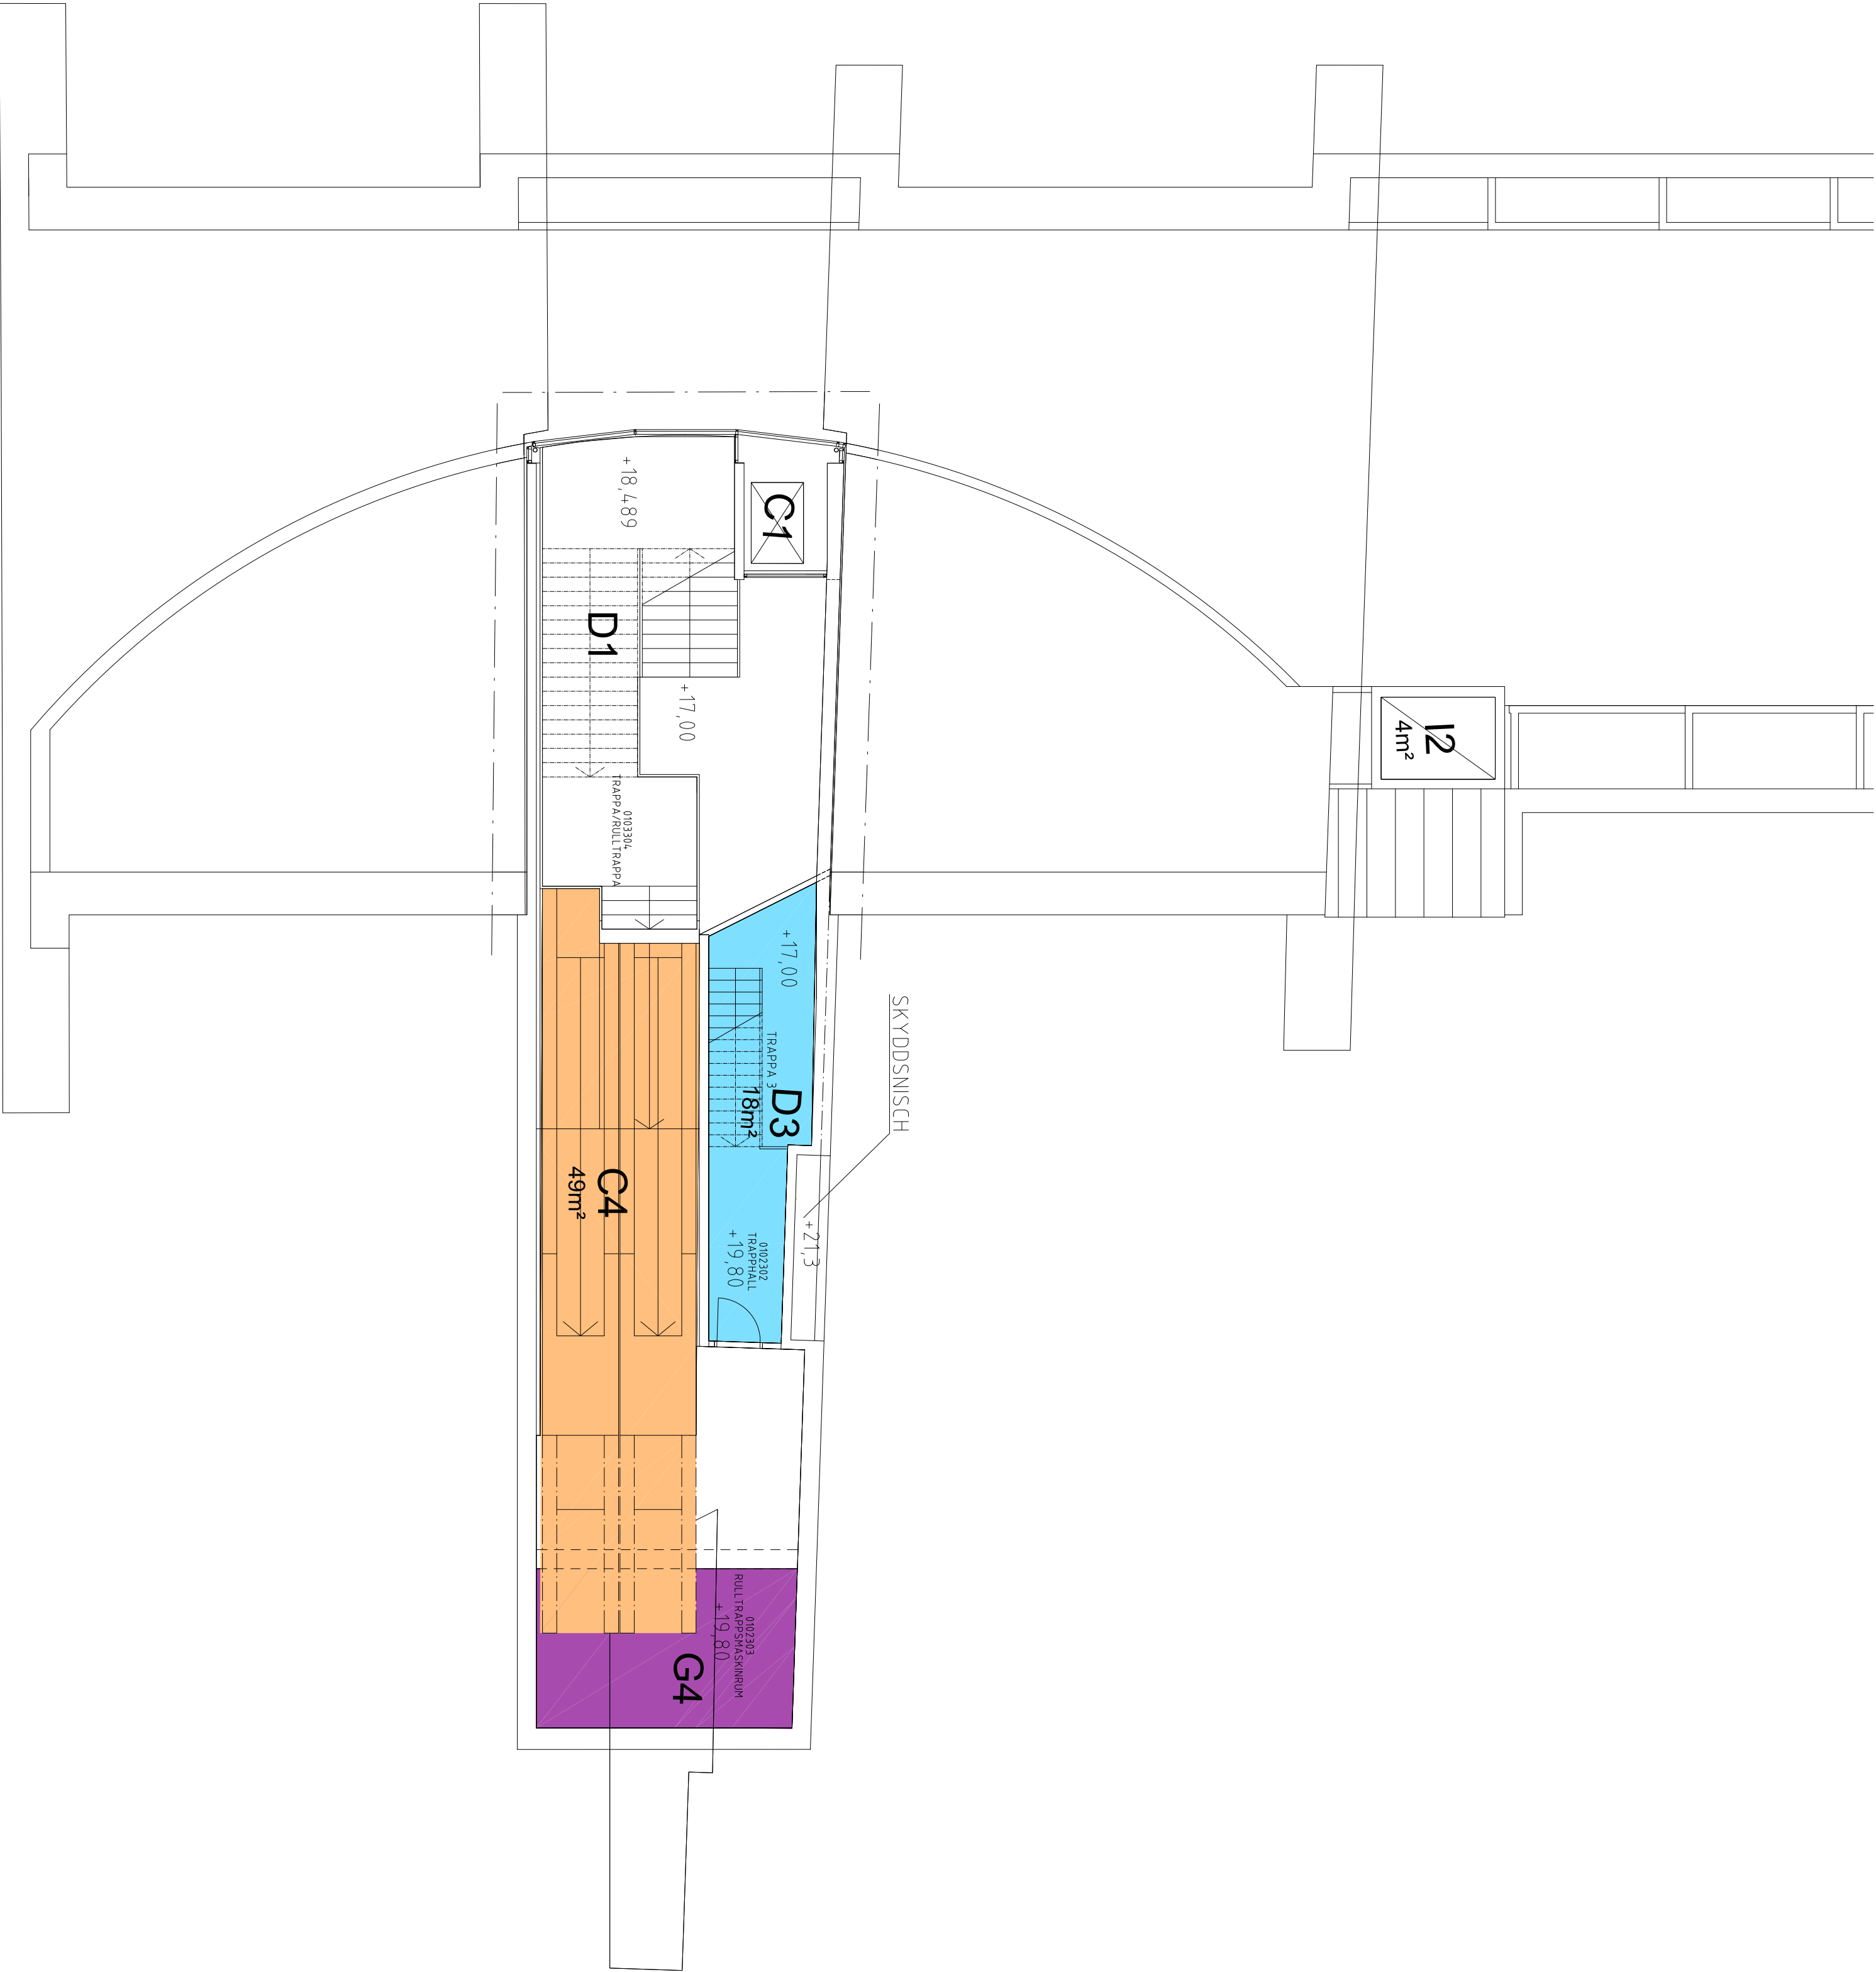 +18,489
C1
D1
+17,00
0103304
TRAPPA/RULLTRAPPA
I2
4m²
+17,00
SKYDDSNISCH
TRAPPA 3
D3
18m²
C4
49m²
+21,3
0102302
TRAPPHALL
+19,80
0102303
RULLTRAPPSMASKINRUM
+19,80
G4